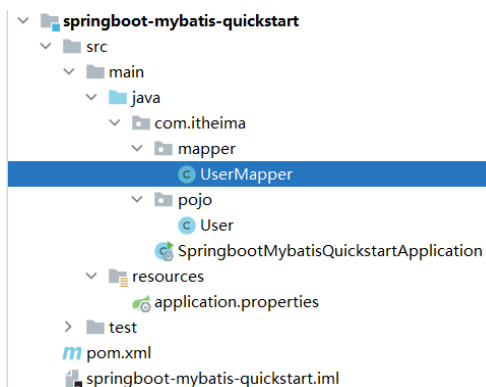 springboot-mybatis-quickstart
src
main
java
com.itheima
mapper
UserMapper
pojo
User
SpringbootMybatisQuickstartApplication
resources
application.properties
test
pom.xml
springboot-mybatis-quickstart.iml